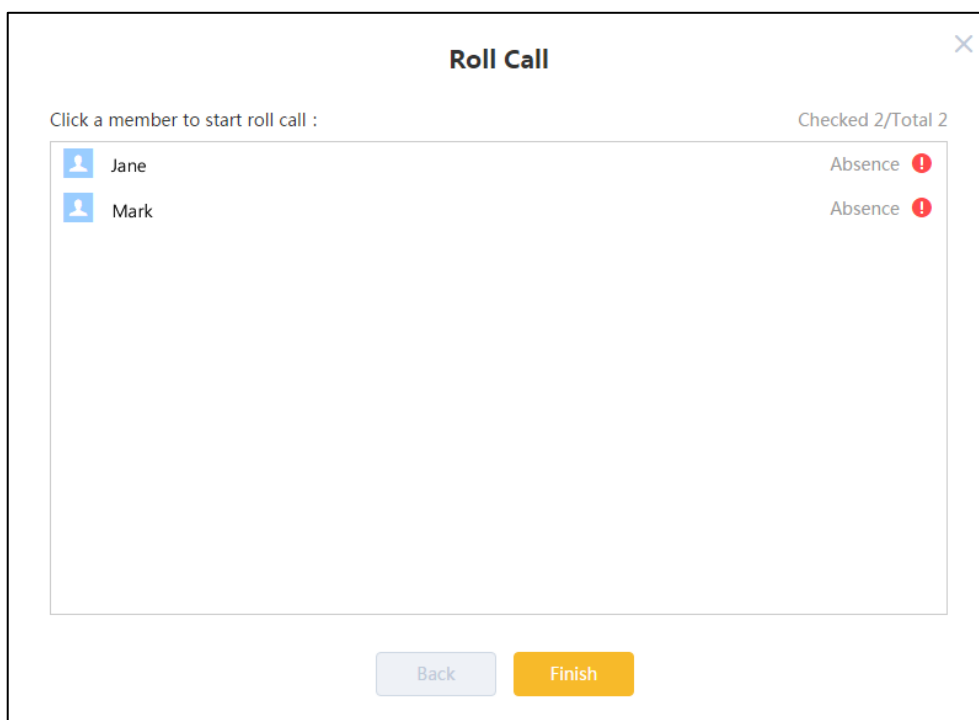 Roll Call
Click a member to start roll call : Checked 2/Total 2
Jane Absence
Mark Absence
Back Finish